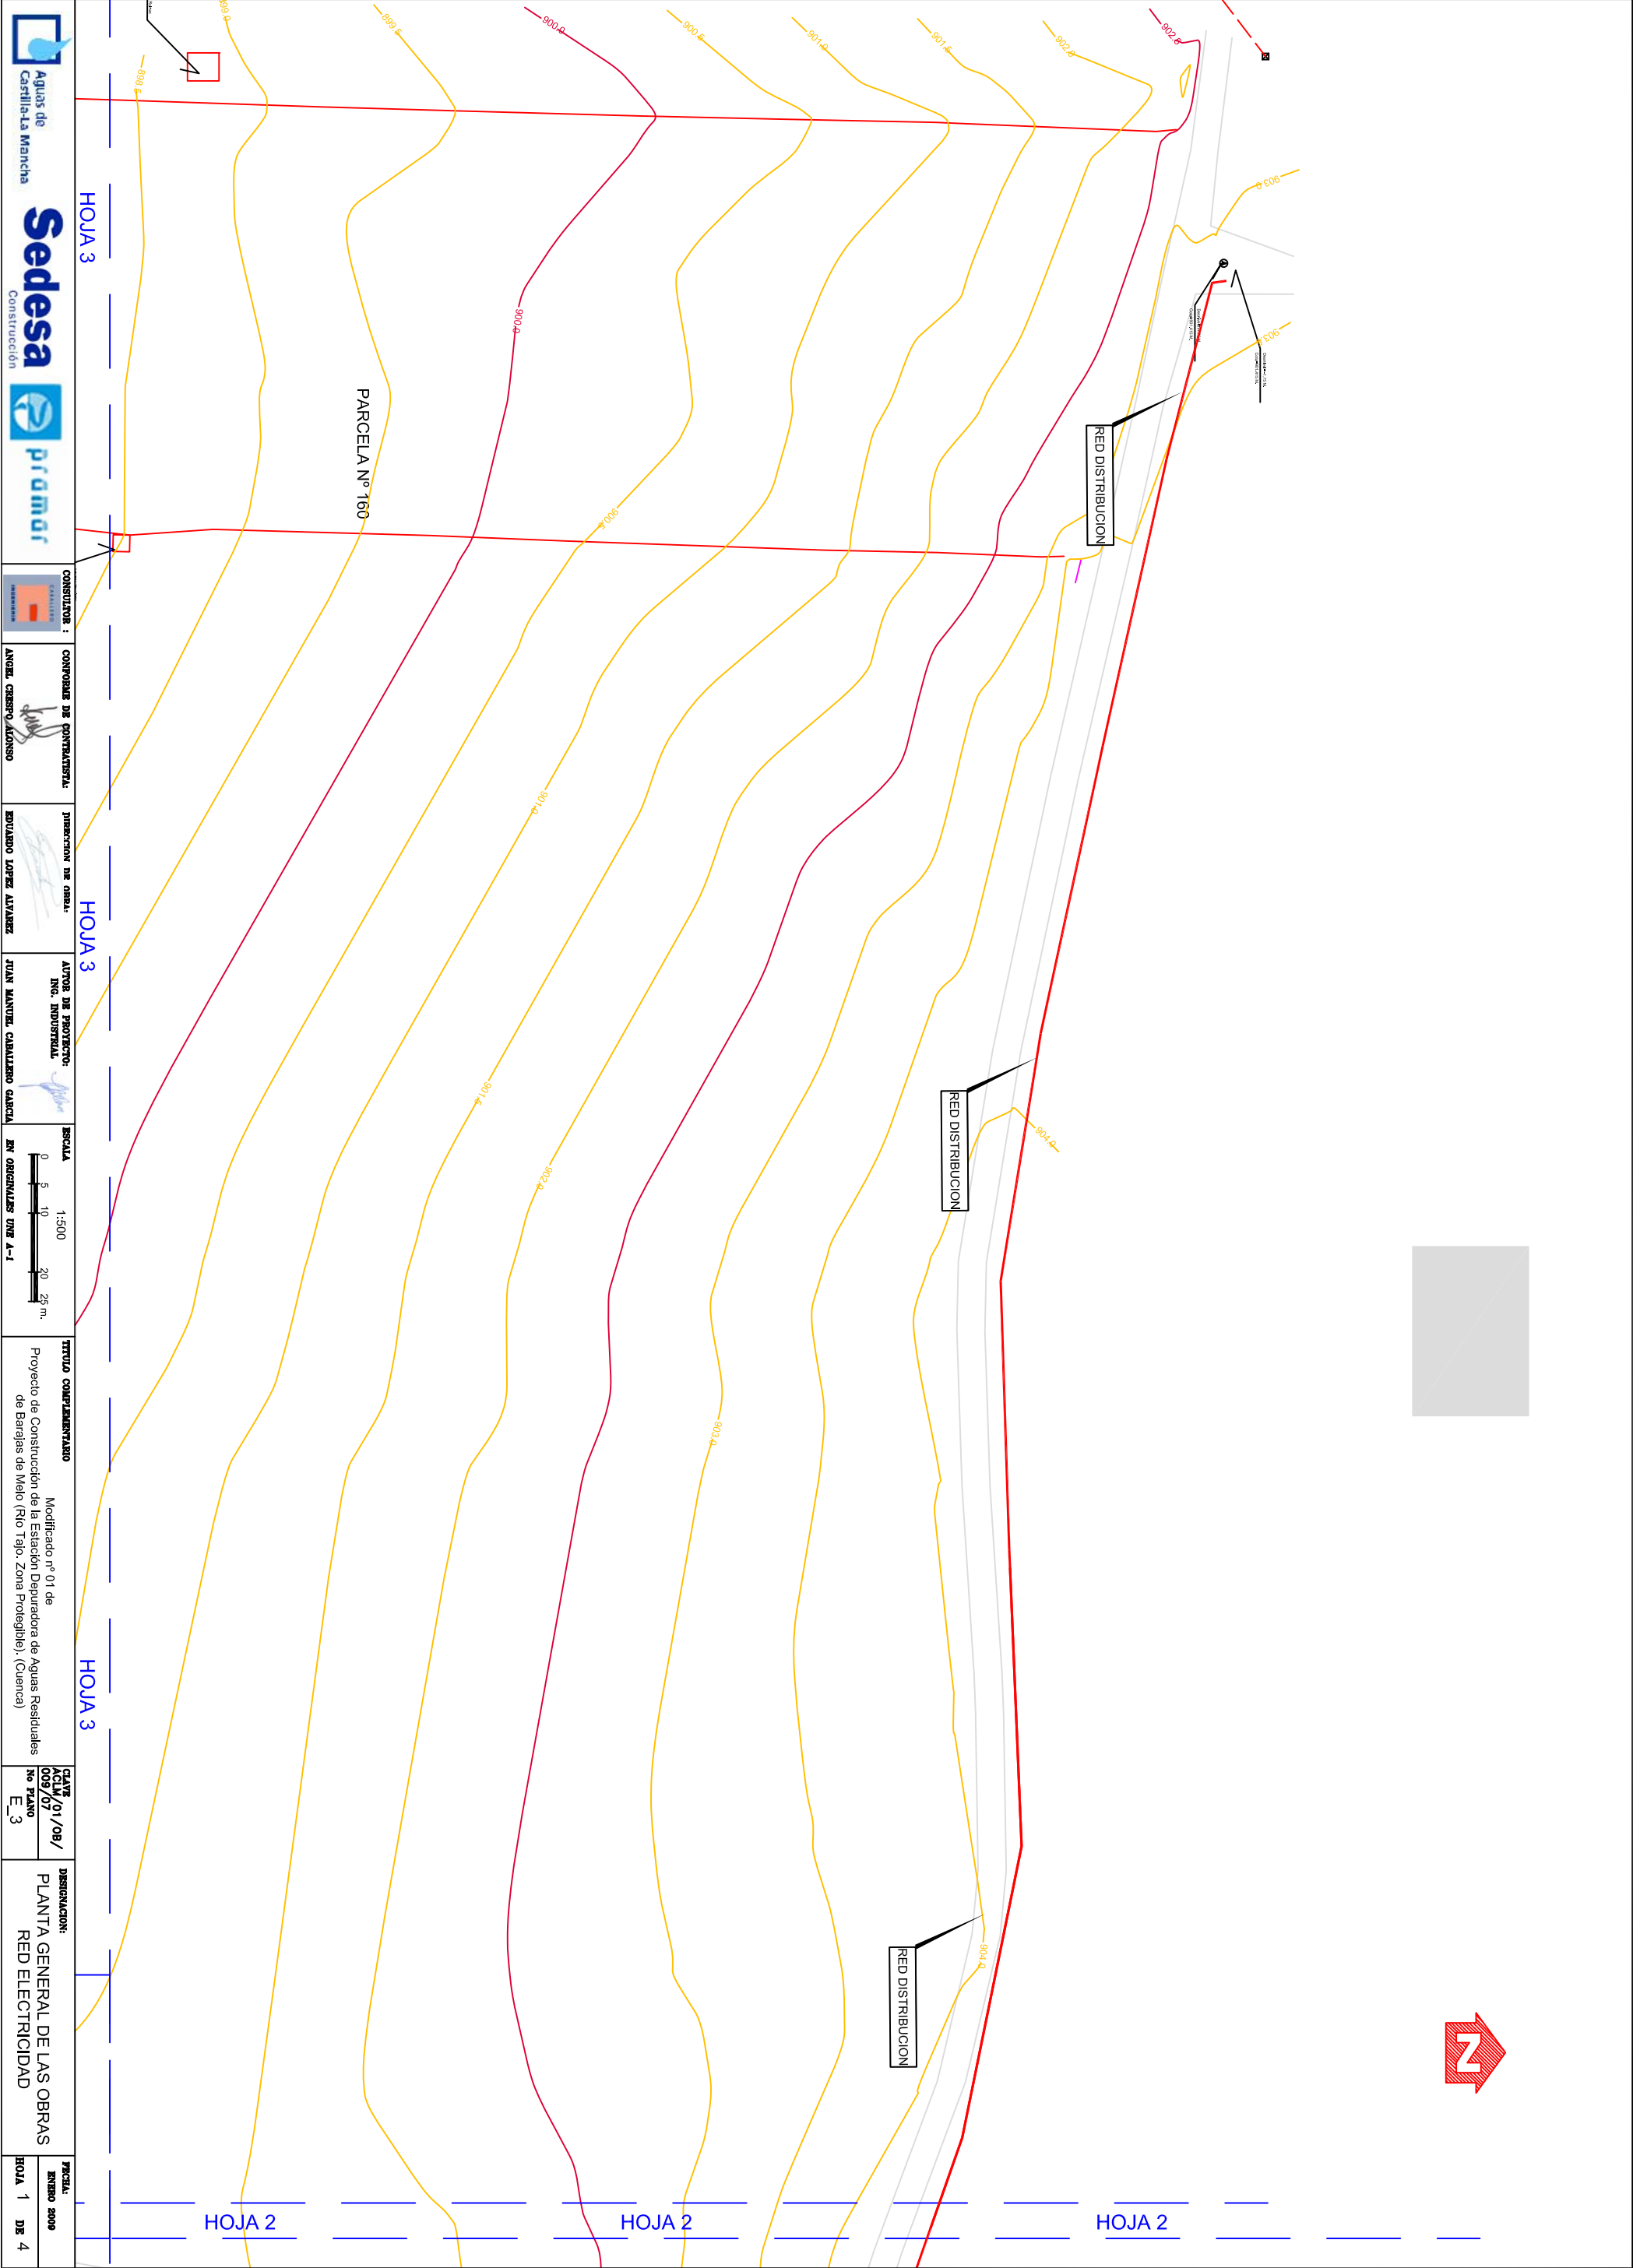 899.0
899.5
900.0
900.5
901.0
901.5
902.0
902.5
898.5
903.0
903.0
900.0
900.5
901.0
901.5
902.0
903.0
904.0
904.0
PARCELA Nº 160
RED DISTRIBUCION
RED DISTRIBUCION
RED DISTRIBUCION
HOJA 3
HOJA 3
HOJA 3
HOJA 2
HOJA 2
HOJA 2
N
Aguas de
Castilla-La Mancha
Sedesa
Construcción
pramar
CONSULTOR :
CABALLERO
INGENIERIA
CONFORME DE CONTRATISTA:
ANGEL CRESPO ALONSO
DIRECCION DE OBRA:
EDUARDO LOPEZ ALVAREZ
AUTOR DE PROYECTO:
ING. INDUSTRIAL
JUAN MANUEL CABALLERO GARCIA
ESCALA
1:500
0 5 10 20 25 m.
EN ORIGINALES UNE A-1
TITULO COMPLEMENTARIO
Modificado nº 01 de
Proyecto de Construcción de la Estación Depuradora de Aguas Residuales
de Barajas de Melo (Río Tajo. Zona Protegible). (Cuenca)
CLAVE
ACLM/01/OB/
009/07
No PLANO
E_3
DESIGNACION:
PLANTA GENERAL DE LAS OBRAS
RED ELECTRICIDAD
FECHA:
ENERO 2009
HOJA 1 DE 4